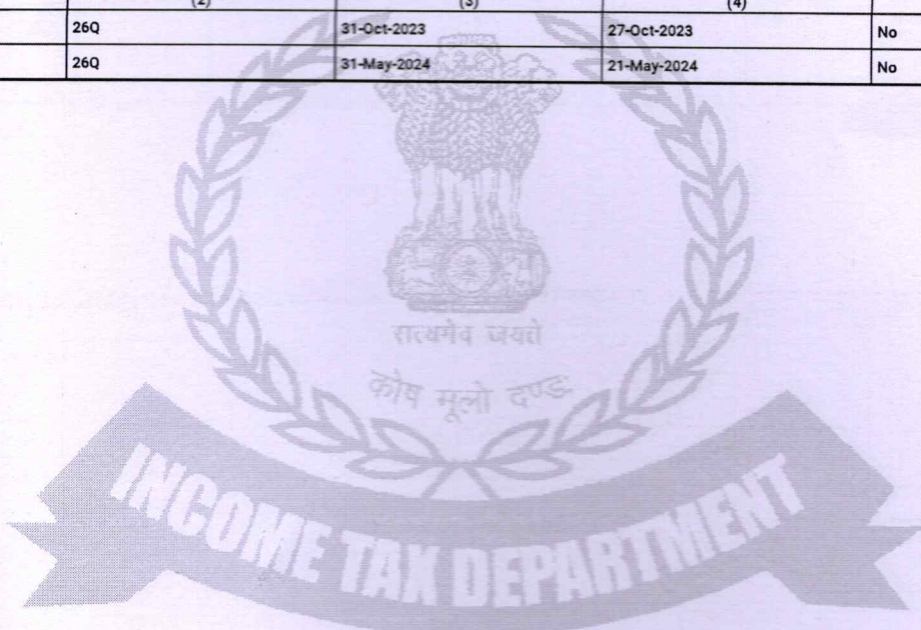 (2) (3) (4)
26Q 31-Oct-2023 27-Oct-2023 No
26Q 31-May-2024 21-May-2024 No
सत्यमेव जयते
कोष मूलो दण्डः
INCOME TAX DEPARTMENT